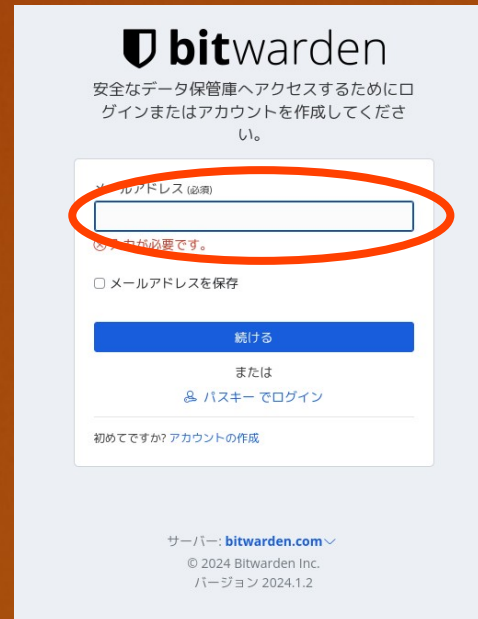 bitwarden
安全なデータ保管庫へアクセスするためにロ
グインまたはアカウントを作成してくださ
い。
メールアドレス (必須)
入力が必要です。
メールアドレスを保存
続ける
または
パスキー でログイン
初めてですか? アカウントの作成
サーバー: bitwarden.com
© 2024 Bitwarden Inc.
バージョン 2024.1.2